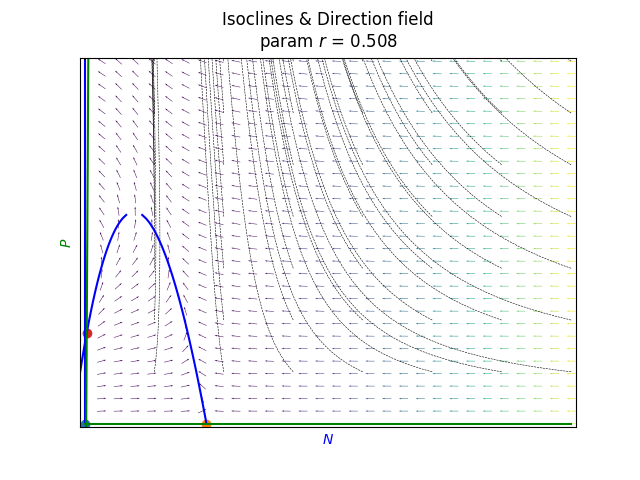 Isoclines & Direction field
param r = 0.508
P
N